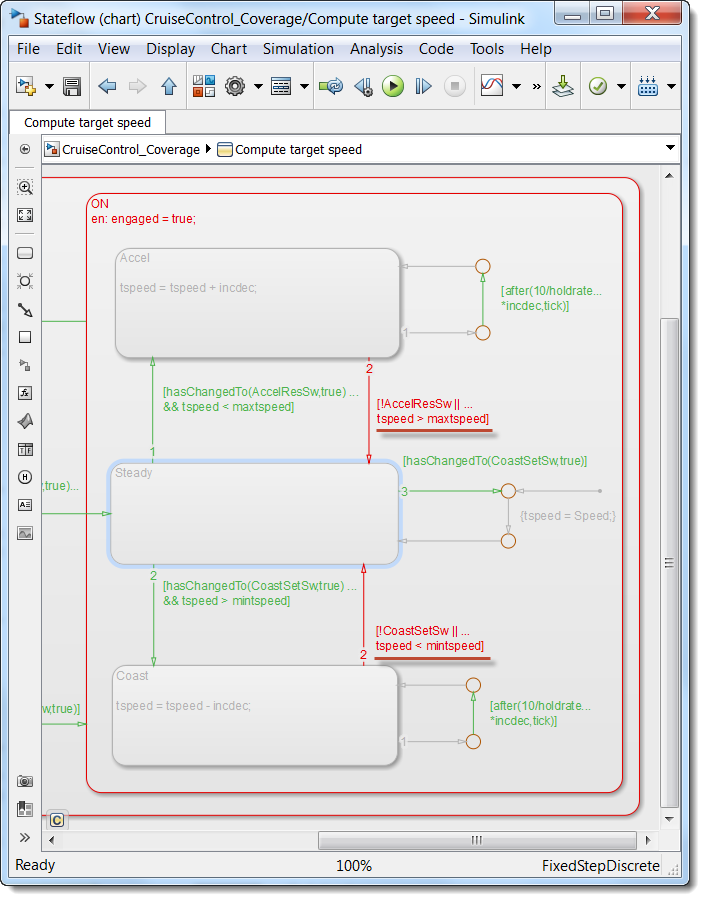 Stateflow (chart) CruiseControl_Coverage/Compute target speed - Simulink
File Edit View Display Chart Simulation Analysis Code Tools Help
»
Compute target speed
CruiseControl_Coverage Compute target speed
ON
en: engaged = true;
Accel
tspeed = tspeed + incdec;
[after(10/holdrate...
*incdec,tick)]
1
2
[hasChangedTo(AccelResSw,true) ...
&& tspeed < maxtspeed]
[!AccelResSw || ...
tspeed > maxtspeed]
1
[hasChangedTo(CoastSetSw,true)]
Steady
3
,true)...
{tspeed = Speed;}
2
[hasChangedTo(CoastSetSw,true) ...
&& tspeed > mintspeed]
[!CoastSetSw || ...
tspeed < mintspeed]
2
Coast
tspeed = tspeed - incdec;
w,true)]
[after(10/holdrate...
*incdec,tick)]
1
C
»
Ready 100% FixedStepDiscrete